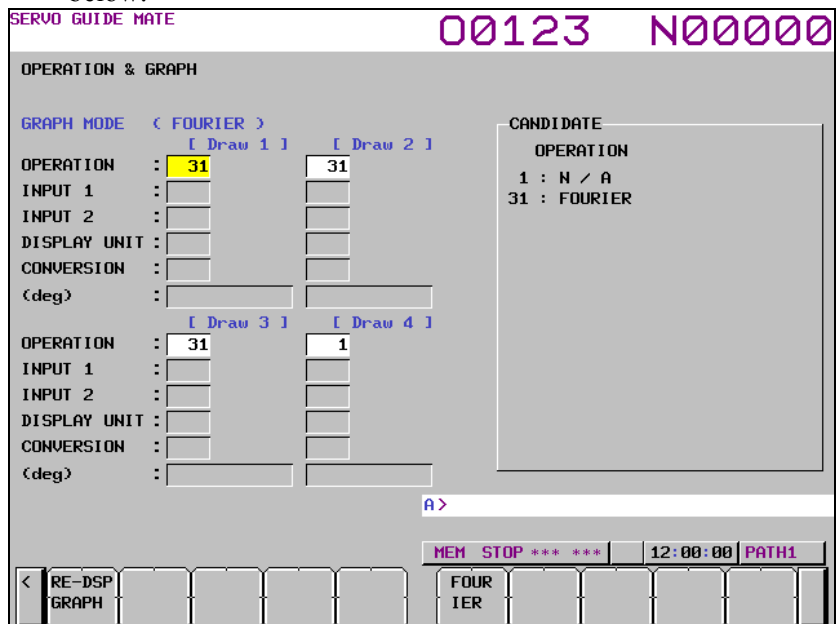 SERVO GUIDE MATE
O0123 N00000
OPERATION & GRAPH
GRAPH MODE ( FOURIER )
[ Draw 1 ] [ Draw 2 ]
OPERATION : 31 31
INPUT 1 :
INPUT 2 :
DISPLAY UNIT :
CONVERSION :
(deg) :
[ Draw 3 ] [ Draw 4 ]
OPERATION : 31 1
INPUT 1 :
INPUT 2 :
DISPLAY UNIT :
CONVERSION :
(deg) :
CANDIDATE
OPERATION
1 : N / A
31 : FOURIER
A>
MEM STOP *** *** 12:00:00 PATH1
< RE-DSP FOUR
GRAPH IER